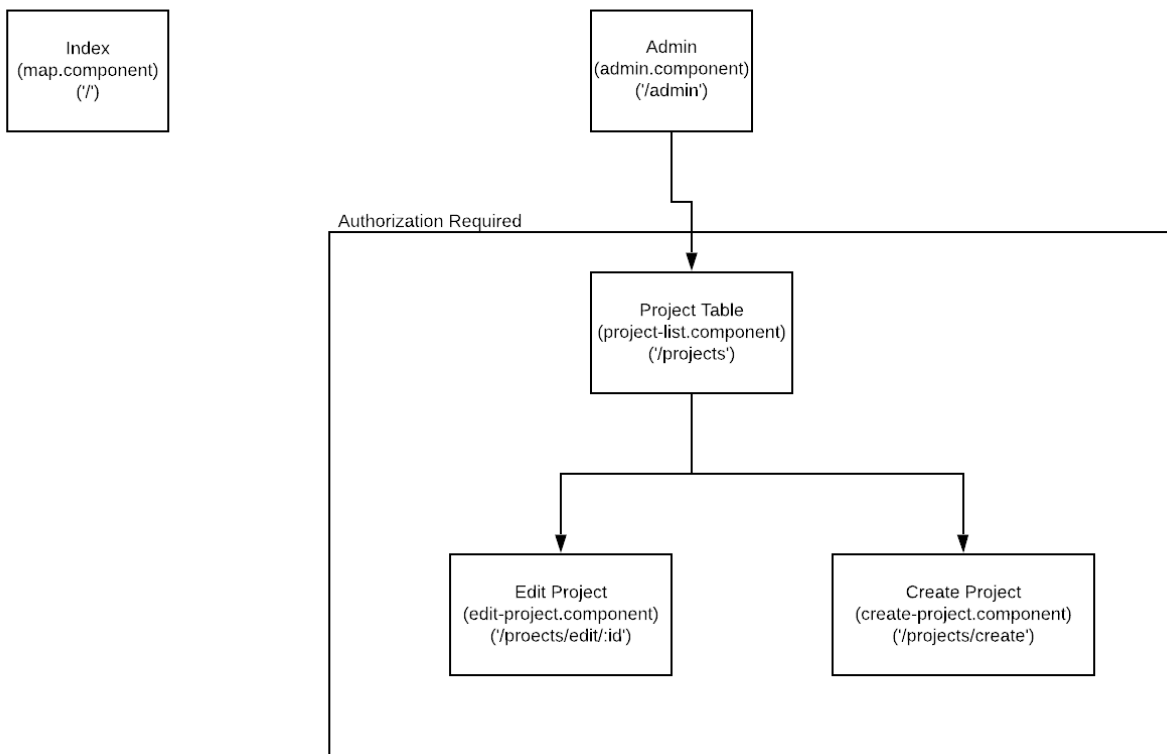 Index
(map.component)
('/')
Admin
(admin.component)
('/admin')
Authorization Required
Project Table
(project-list.component)
('/projects')
Edit Project
(edit-project.component)
('/proects/edit/:id')
Create Project
(create-project.component)
('/projects/create')